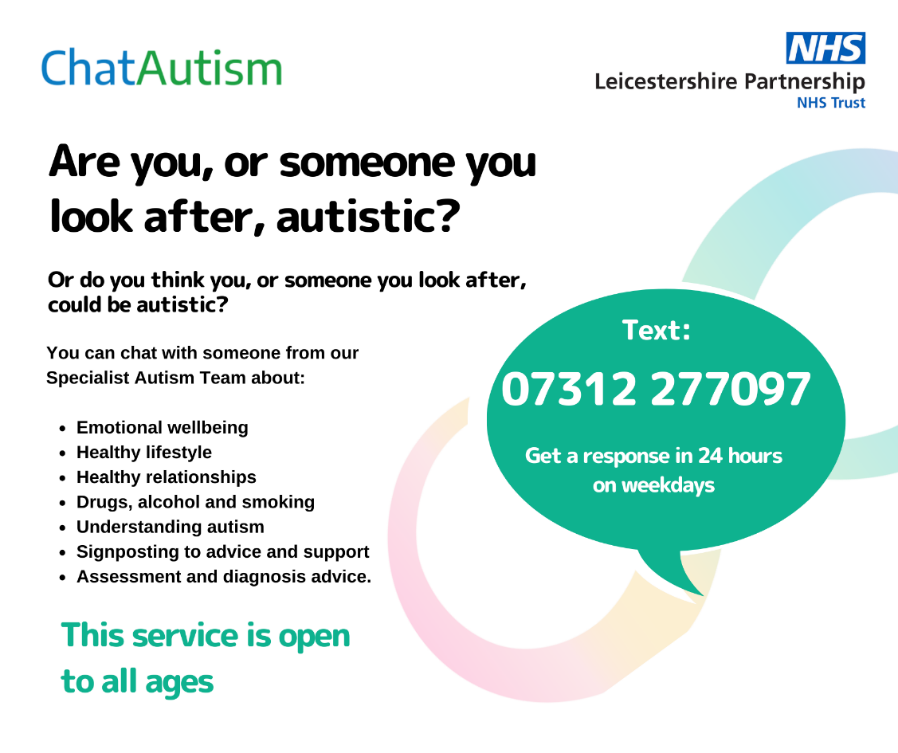 ChatAutism
NHS
Leicestershire Partnership
NHS Trust
Are you, or someone you
look after, autistic?
Or do you think you, or someone you look after,
could be autistic?
You can chat with someone from our
Specialist Autism Team about:
• Emotional wellbeing
• Healthy lifestyle
• Healthy relationships
• Drugs, alcohol and smoking
• Understanding autism
• Signposting to advice and support
• Assessment and diagnosis advice.
This service is open
to all ages
Text:
07312 277097
Get a response in 24 hours
on weekdays